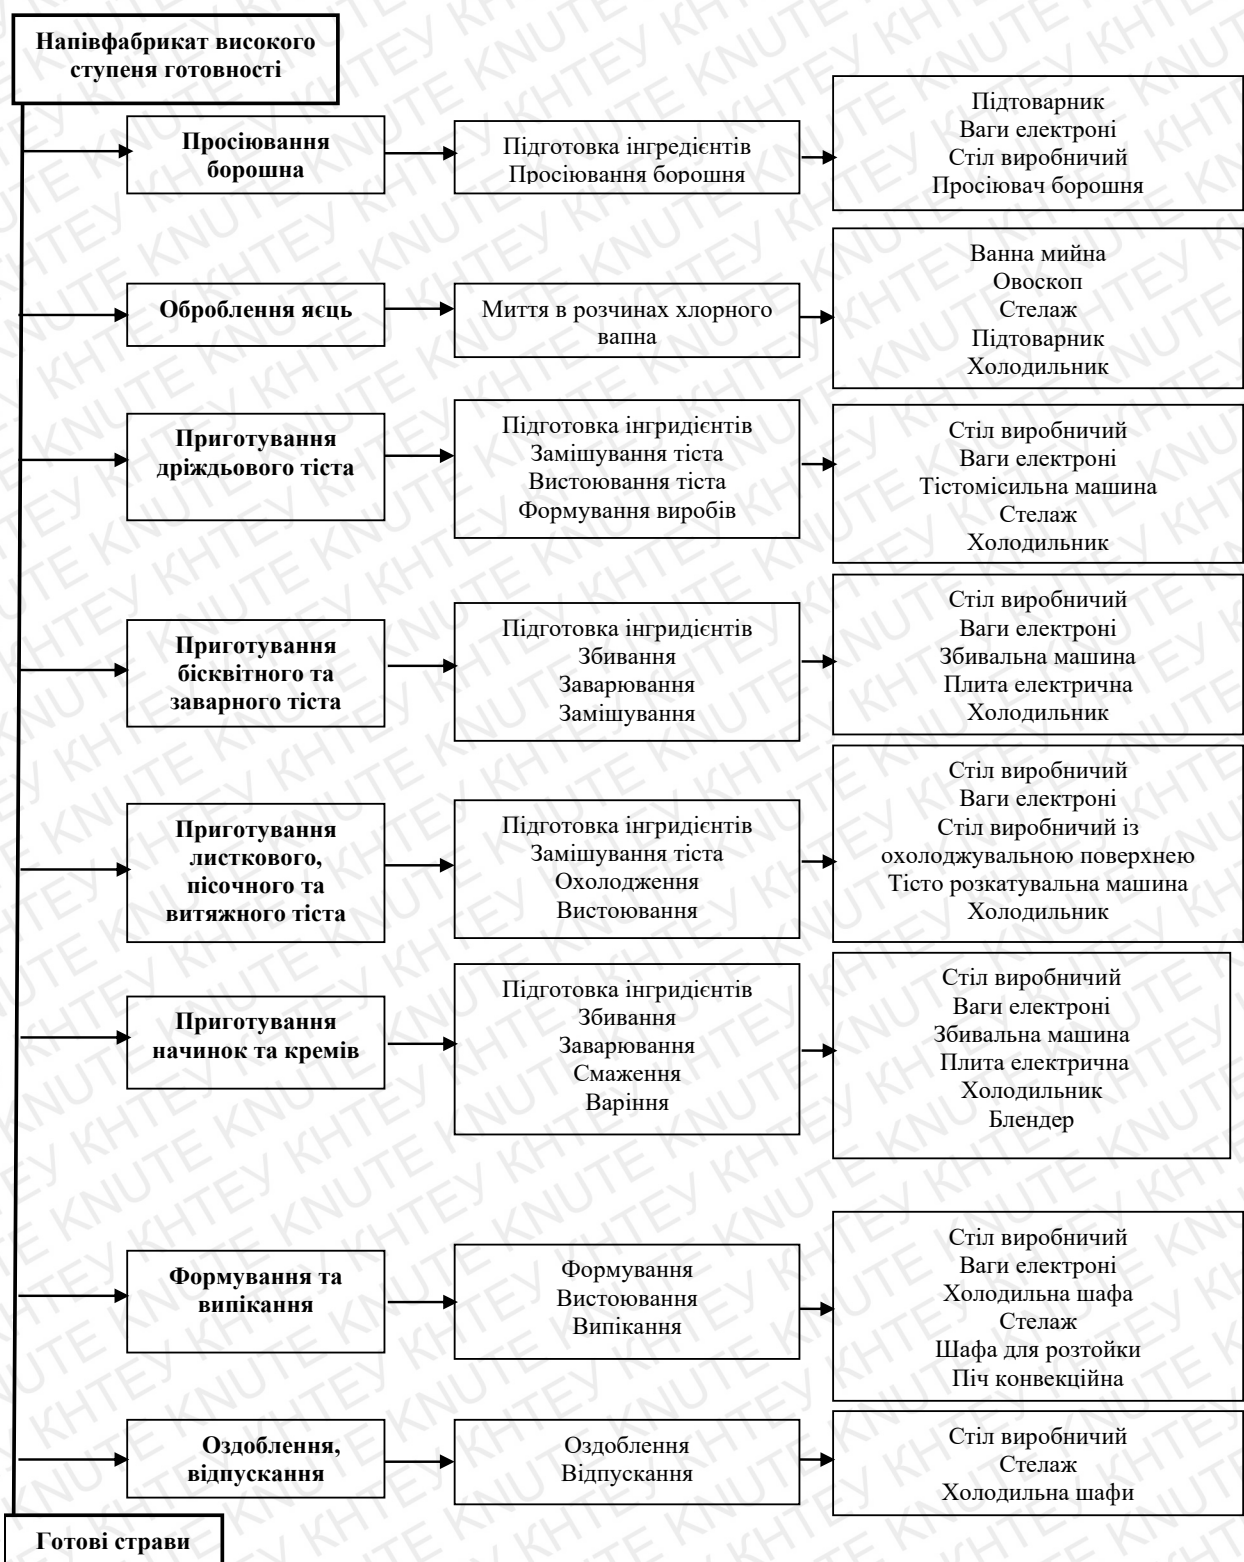 Напівфабрикат високого
ступеня готовності
Просіювання
борошна
Підготовка інгредієнтів
Просіювання борошня
Підтоварник
Ваги електроні
Стіл виробничий
Просіювач борошня
Оброблення яєць
Миття в розчинах хлорного
вапна
Ванна мийна
Овоскоп
Стелаж
Підтоварник
Холодильник
Приготування
дріждьового тіста
Підготовка інгридієнтів
Замішування тіста
Вистоювання тіста
Формування виробів
Стіл виробничий
Ваги електроні
Тістомісильна машина
Стелаж
Холодильник
Приготування
бісквітного та
заварного тіста
Підготовка інгридієнтів
Збивання
Заварювання
Замішування
Стіл виробничий
Ваги електроні
Збивальна машина
Плита електрична
Холодильник
Приготування
листкового,
пісочного та
витяжного тіста
Підготовка інгридієнтів
Замішування тіста
Охолодження
Вистоювання
Стіл виробничий
Ваги електроні
Стіл виробничий із
охолоджувальною поверхнею
Тісто розкатувальна машина
Холодильник
Приготування
начинок та кремів
Підготовка інгридієнтів
Збивання
Заварювання
Смаження
Варіння
Стіл виробничий
Ваги електроні
Збивальна машина
Плита електрична
Холодильник
Блендер
Формування та
випікання
Формування
Вистоювання
Випікання
Стіл виробничий
Ваги електроні
Холодильна шафа
Стелаж
Шафа для розтойки
Піч конвекційна
Оздоблення,
відпускання
Оздоблення
Відпускання
Стіл виробничий
Стелаж
Холодильна шафи
Готові страви